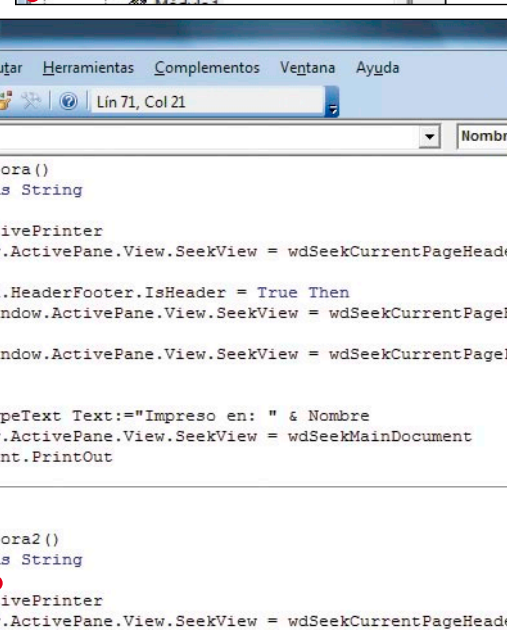 Módulo1
utar Herramientas Complementos Ventana Ayuda
Lín 71, Col 21
Nombr
ora()
s String
ivePrinter
.ActivePane.View.SeekView = wdSeekCurrentPageHeade
.HeaderFooter.IsHeader = True Then
ndow.ActivePane.View.SeekView = wdSeekCurrentPage
ndow.ActivePane.View.SeekView = wdSeekCurrentPage
peText Text:="Impreso en: " & Nombre
.ActivePane.View.SeekView = wdSeekMainDocument
nt.PrintOut
ora2()
s String
ivePrinter
.ActivePane.View.SeekView = wdSeekCurrentPageHeade